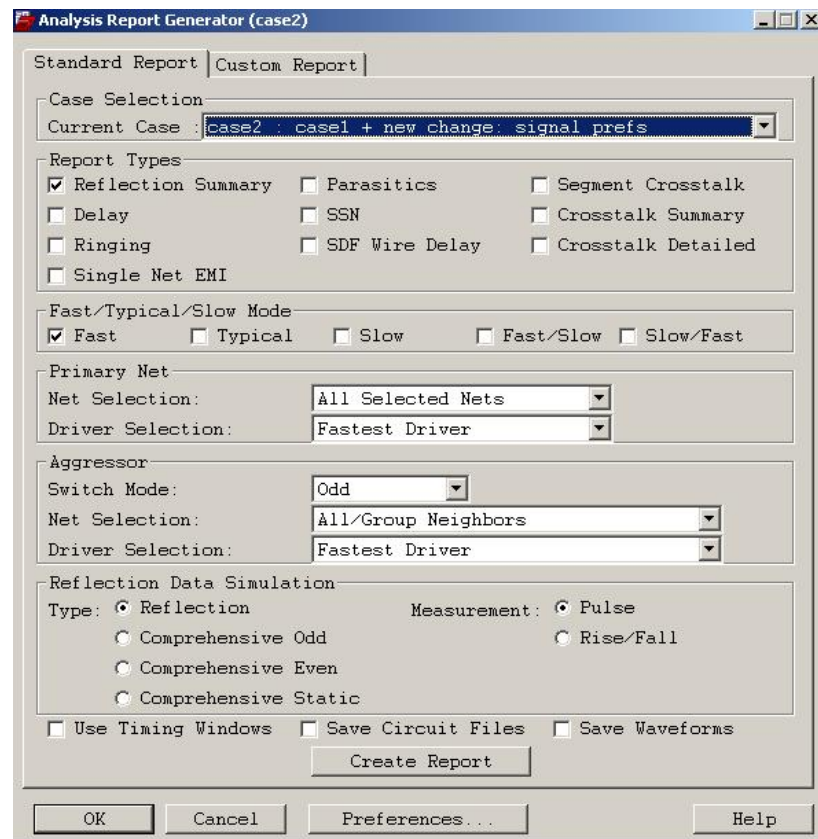 Analysis Report Generator (case2)
Standard Report Custom Report
Case Selection
Current Case : case2 : case1 + new change: signal prefs
Report Types
Reflection Summary Parasitics Segment Crosstalk
Delay SSN Crosstalk Summary
Ringing SDF Wire Delay Crosstalk Detailed
Single Net EMI
Fast/Typical/Slow Mode
Fast Typical Slow Fast/Slow Slow/Fast
Primary Net
Net Selection: All Selected Nets
Driver Selection: Fastest Driver
Aggressor
Switch Mode: Odd
Net Selection: All/Group Neighbors
Driver Selection: Fastest Driver
Reflection Data Simulation
Type: Reflection Measurement: Pulse
Comprehensive Odd Rise/Fall
Comprehensive Even
Comprehensive Static
Use Timing Windows Save Circuit Files Save Waveforms
Create Report
OK Cancel Preferences... Help